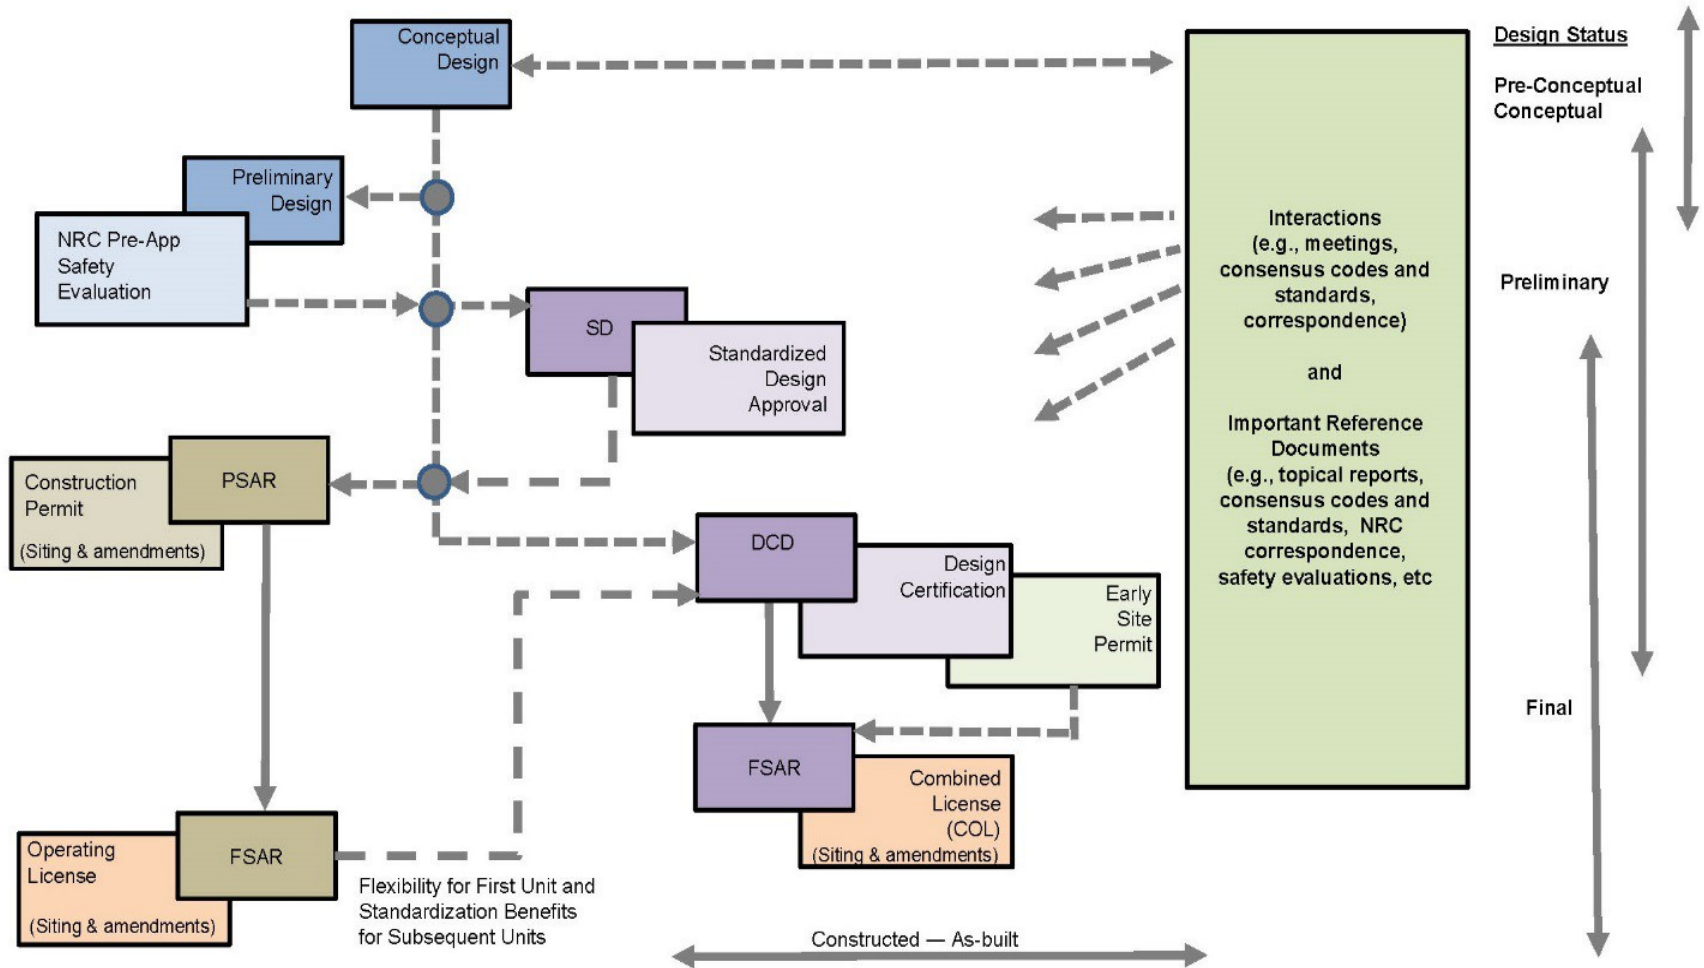 Conceptual
Design
Design Status
Pre-Conceptual
Conceptual
Preliminary
Design
NRC Pre-App
Safety
Evaluation
Interactions
(e.g., meetings,
consensus codes and
standards,
correspondence)
and
Important Reference
Documents
(e.g., topical reports,
consensus codes and
standards, NRC
correspondence,
safety evaluations, etc
Preliminary
SD
Standardized
Design
Approval
PSAR
Construction
Permit
(Siting & amendments)
DCD
Design
Certification
Early
Site
Permit
Final
FSAR
Combined
License
(COL)
(Siting & amendments)
FSAR
Operating
License
(Siting & amendments)
Flexibility for First Unit and
Standardization Benefits
for Subsequent Units
Constructed — As-built